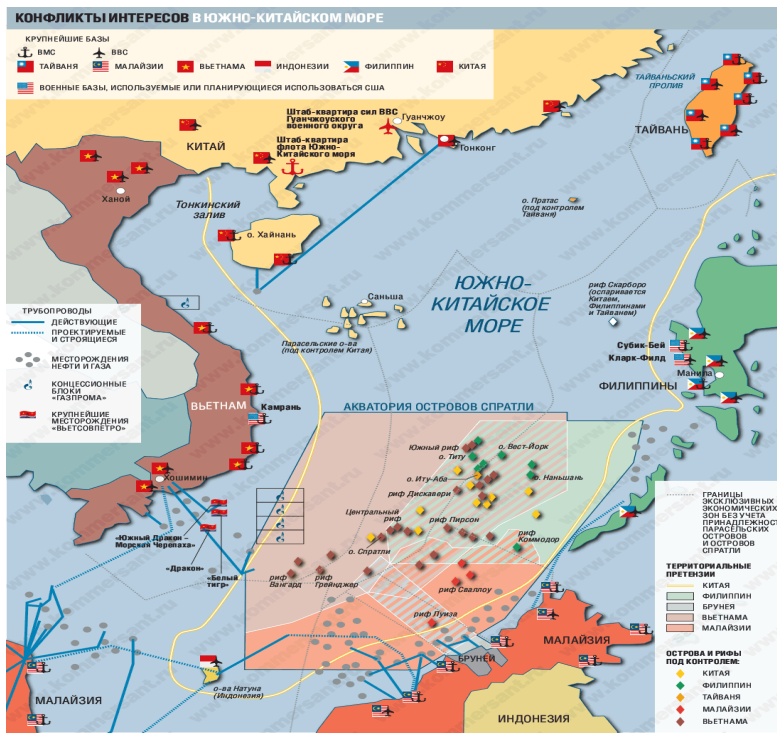 КОНФЛИКТЫ ИНТЕРЕСОВ В ЮЖНО-КИТАЙСКОМ МОРЕ
КРУПНЕЙШИЕ БАЗЫ
ВМС
ВВС
ТАЙВАНЯ
МАЛАЙЗИИ
ВЬЕТНАМА
ИНДОНЕЗИИ
ФИЛИППИН
КИТАЯ
ВОЕННЫЕ БАЗЫ, ИСПОЛЬЗУЕМЫЕ ИЛИ ПЛАНИРУЮЩИЕСЯ ИСПОЛЬЗОВАТЬСЯ США
ТАЙВАНЬСКИЙ
ПРОЛИВ
ТАЙВАНЬ
Штаб-квартира сил ВВС
Гуанчжоуского
военного округа
Гуанчжоу
КИТАЙ
Штаб-квартира
флота Южно-
Китайского моря
Гонконг
Ханой
Тонкинский
залив
о. Хайнань
о. Пратас
(под контролем
Тайваня)
ЮЖНО-
КИТАЙСКОЕ
МОРЕ
Саньша
Парасельские о-ва
(под контролем Китая)
риф Скарборо
(оспаривается
Китаем,
Филиппинами
и Тайванем)
Субик-Бей
Кларк-Филд
Манила
ФИЛИППИНЫ
ТРУБОПРОВОДЫ
ДЕЙСТВУЮЩИЕ
ПРОЕКТИРУЕМЫЕ
И СТРОЯЩИЕСЯ
МЕСТОРОЖДЕНИЯ
НЕФТИ И ГАЗА
КОНЦЕССИОННЫЕ
БЛОКИ
«ГАЗПРОМА»
КРУПНЕЙШИЕ
МЕСТОРОЖДЕНИЯ
«ВЬЕТСОВПЕТРО»
ВЬЕТНАМ
Камрань
АКВАТОРИЯ ОСТРОВОВ СПРАТЛИ
Южный риф
о. Титу
о. Вест-Йорк
о. Иту-Аба
о. Наньшань
риф Дискавери
Центральный
риф
риф Пирсон
риф
Коммодор
о. Спратли
риф
Вангард
риф
Грейнджер
риф Сваллоу
риф Луиза
Хошимин
«Южный Дракон –
Морская Черепаха»
«Дракон»
«Белый
тигр»
ГРАНИЦЫ
ЭКСКЛЮЗИВНЫХ
ЭКОНОМИЧЕСКИХ
ЗОН БЕЗ УЧЕТА
ПРИНАДЛЕЖНОСТ
ПАРАСЕЛЬСКИХ
ОСТРОВОВ
И ОСТРОВОВ
СПРАТЛИ
ТЕРРИТОРИАЛЬНЫЕ
ПРЕТЕНЗИИ
КИТАЯ
ФИЛИППИН
БРУНЕЯ
ВЬЕТНАМА
МАЛАЙЗИИ
ОСТРОВА И РИФЫ
ПОД КОНТРОЛЕМ:
КИТАЯ
ФИЛИППИН
ТАЙВАНЯ
МАЛАЙЗИИ
ВЬЕТНАМА
МАЛАЙЗИЯ
БРУНЕЙ
о-ва Натуна
(Индонезия)
МАЛАЙЗИЯ
ИНДОНЕЗИЯ
www.kommersant.ru